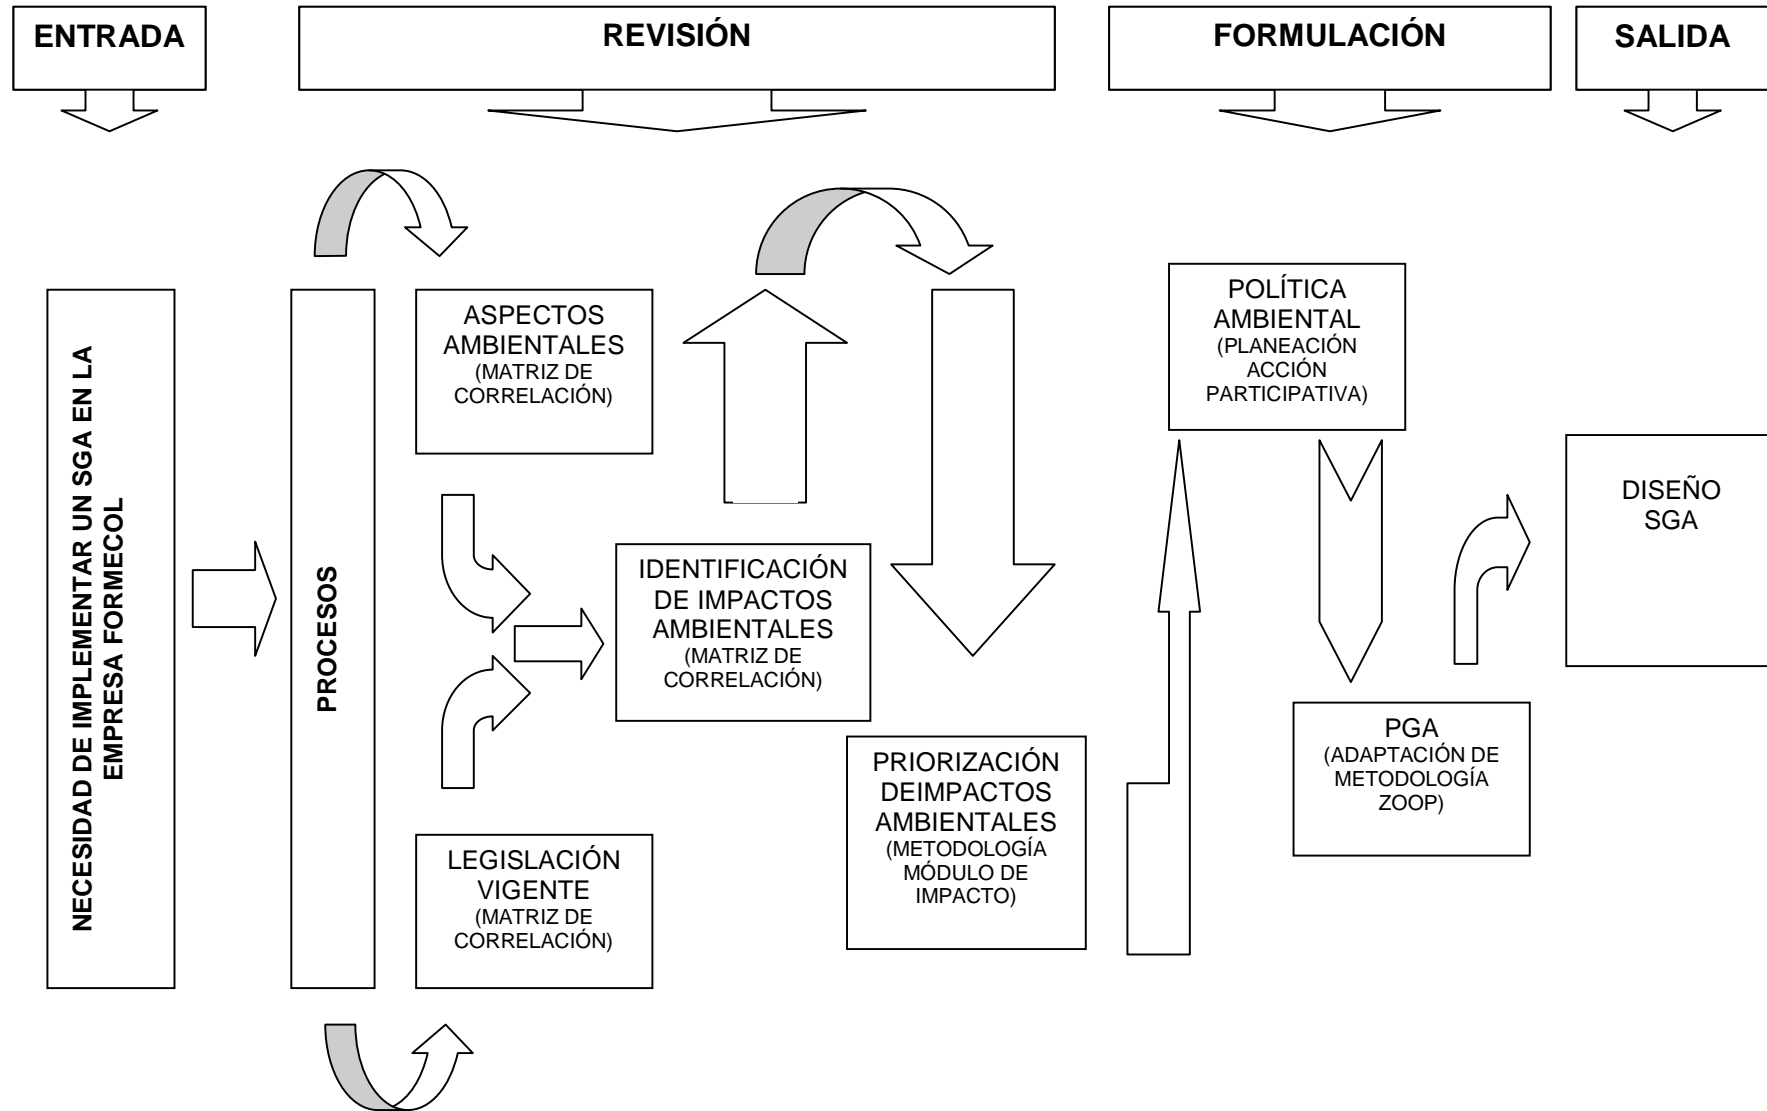 ENTRADA
REVISIÓN
FORMULACIÓN
SALIDA
NECESIDAD DE IMPLEMENTAR UN SGA EN LA
EMPRESA FORMECOL
PROCESOS
ASPECTOS
AMBIENTALES
(MATRIZ DE
CORRELACIÓN)
LEGISLACIÓN
VIGENTE
(MATRIZ DE
CORRELACIÓN)
IDENTIFICACIÓN
DE IMPACTOS
AMBIENTALES
(MATRIZ DE
CORRELACIÓN)
PRIORIZACIÓN
DEIMPACTOS
AMBIENTALES
(METODOLOGÍA
MÓDULO DE
IMPACTO)
POLÍTICA
AMBIENTAL
(PLANEACIÓN
ACCIÓN
PARTICIPATIVA)
PGA
(ADAPTACIÓN DE
METODOLOGÍA
ZOOP)
DISEÑO
SGA